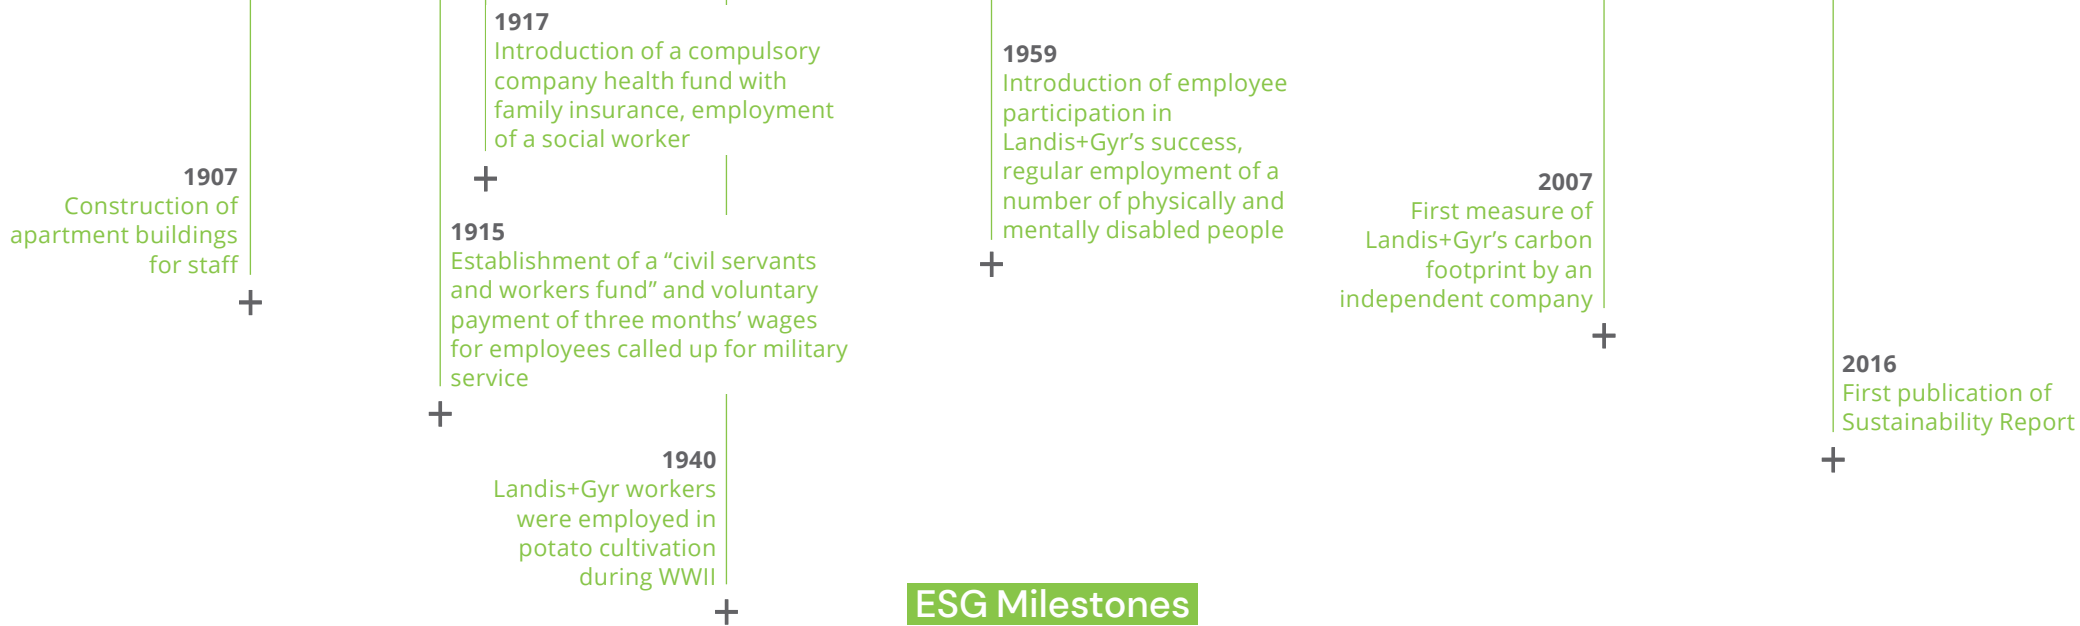 1907
Construction of
apartment buildings
for staff
1917
Introduction of a compulsory
company health fund with
family insurance, employment
of a social worker
1915
Establishment of a “civil servants
and workers fund” and voluntary
payment of three months’ wages
for employees called up for military
service
1940
Landis+Gyr workers
were employed in
potato cultivation
during WWII
1959
Introduction of employee
participation in
Landis+Gyr’s success,
regular employment of a
number of physically and
mentally disabled people
2007
First measure of
Landis+Gyr’s carbon
footprint by an
independent company
2016
First publication of
Sustainability Report
ESG Milestones